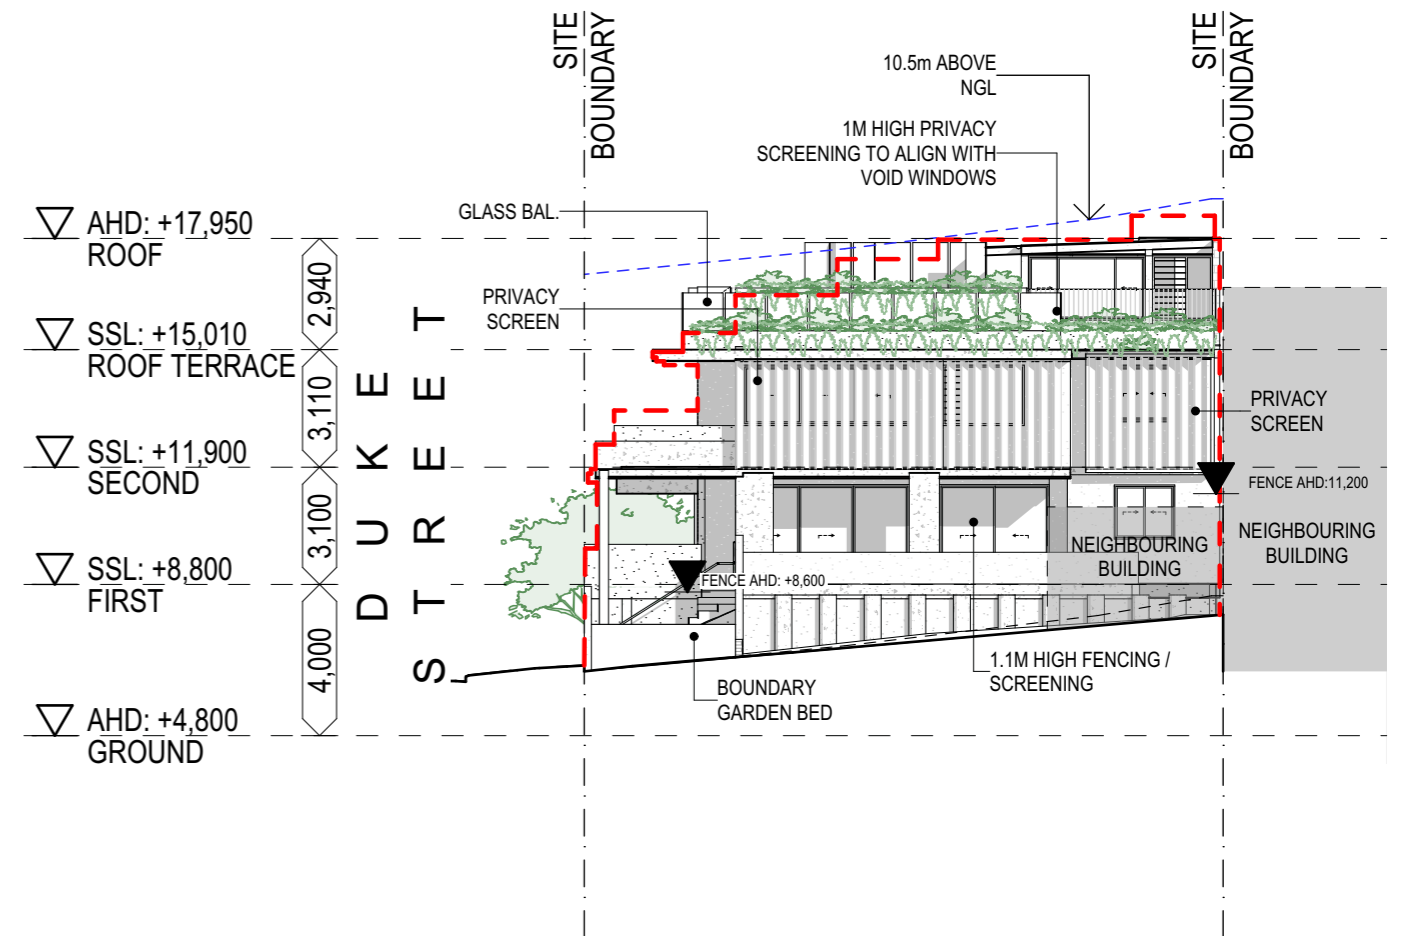 SITE
BOUNDARY
SITE
BOUNDARY
10.5m ABOVE
NGL
1M HIGH PRIVACY
SCREENING TO ALIGN WITH
VOID WINDOWS
GLASS BAL.
PRIVACY
SCREEN
AHD: +17,950
ROOF
2,940
SSL: +15,010
ROOF TERRACE
3,110
SSL: +11,900
SECOND
3,100
SSL: +8,800
FIRST
4,000
AHD: +4,800
GROUND
DUKE
STREET
PRIVACY
SCREEN
FENCE AHD:11,200
NEIGHBOURING
BUILDING
NEIGHBOURING
BUILDING
FENCE AHD: +8,600
1.1M HIGH FENCING /
SCREENING
BOUNDARY
GARDEN BED